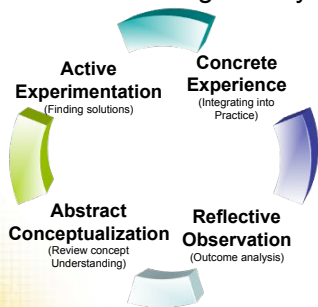 Active
Experimentation
(Finding solutions)
Concrete
Experience
(Integrating into
Practice)
Abstract
Conceptualization
(Review concept
Understanding)
Reflective
Observation
(Outcome analysis)